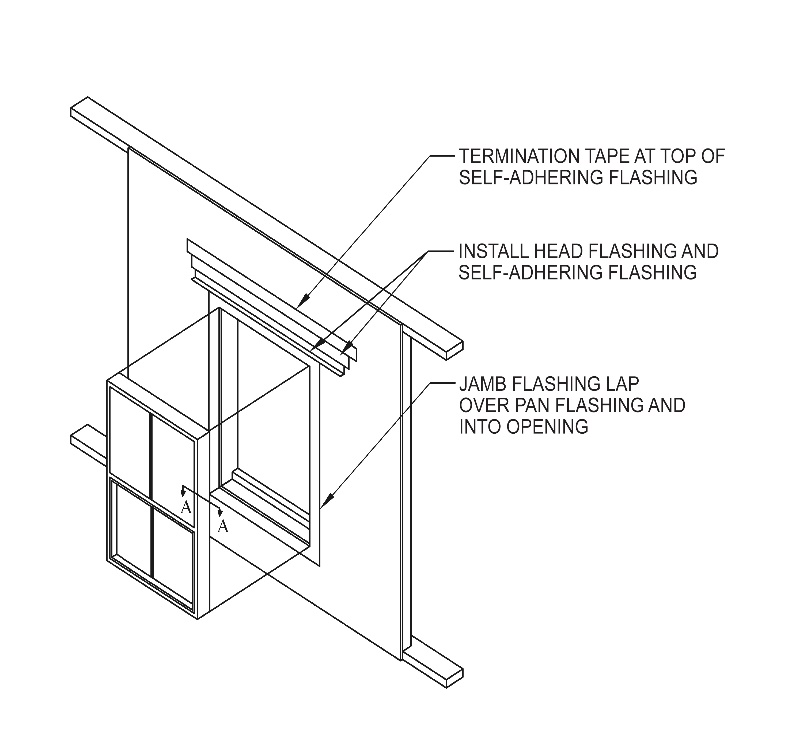 TERMINATION TAPE AT TOP OF
SELF-ADHERING FLASHING
INSTALL HEAD FLASHING AND
SELF-ADHERING FLASHING
JAMB FLASHING LAP
OVER PAN FLASHING AND
INTO OPENING
A
A